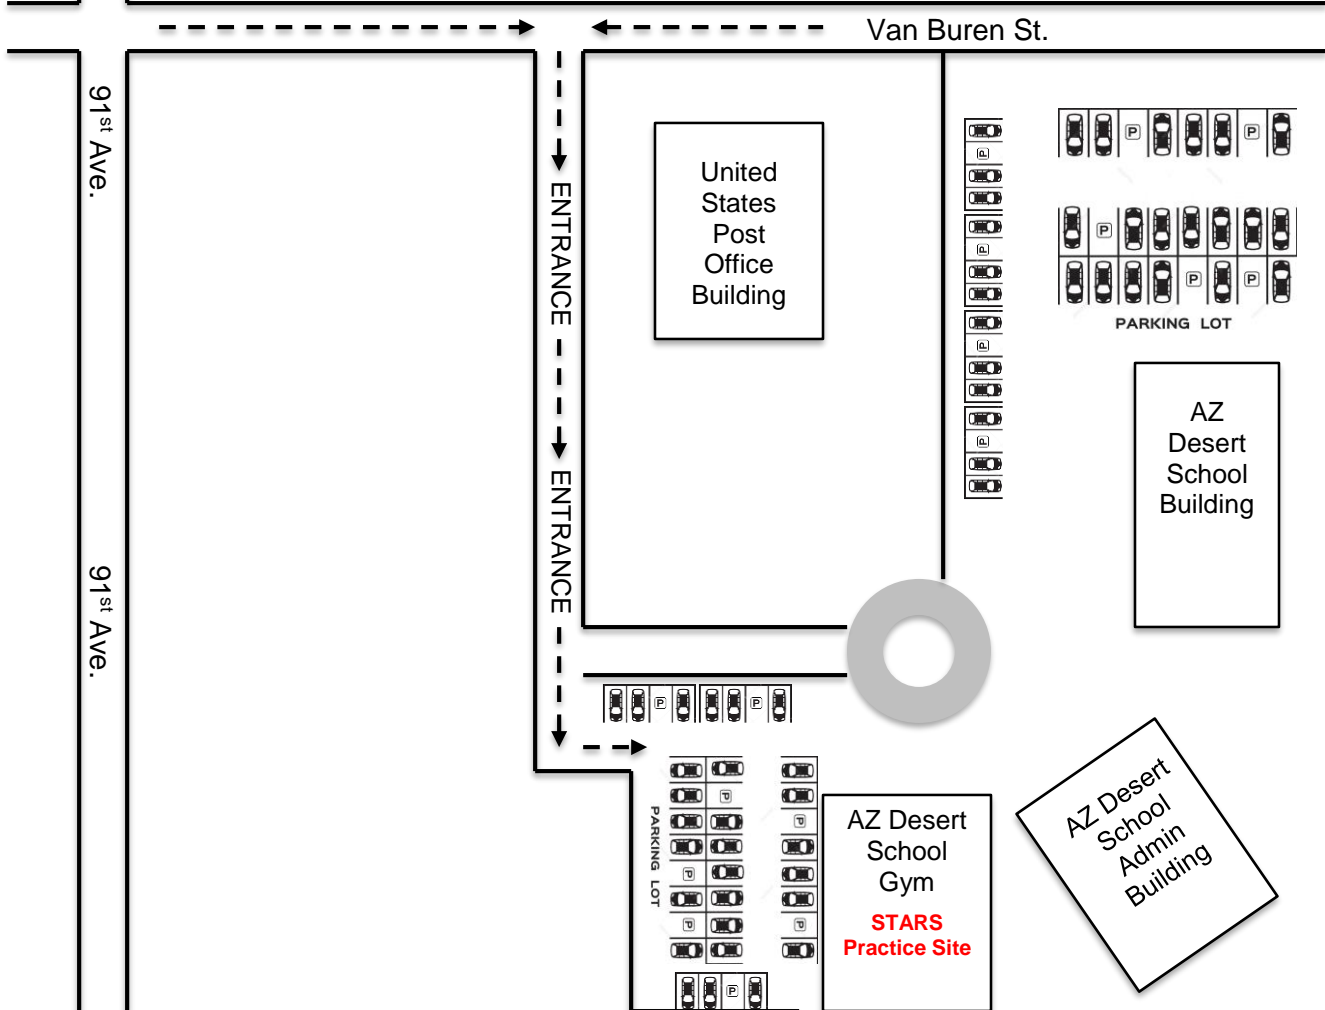 Van Buren St.
91st Ave.
ENTRANCE
United
States
Post
Office
Building
P
P
P
P
P
P
P
P
P
PARKING LOT
AZ
Desert
School
Building
ENTRANCE
91st Ave.
P
P
P
P
P
P
P
P
P
PARKING LOT
AZ Desert
School
Gym
STARS
Practice Site
AZ Desert
School
Admin
Building